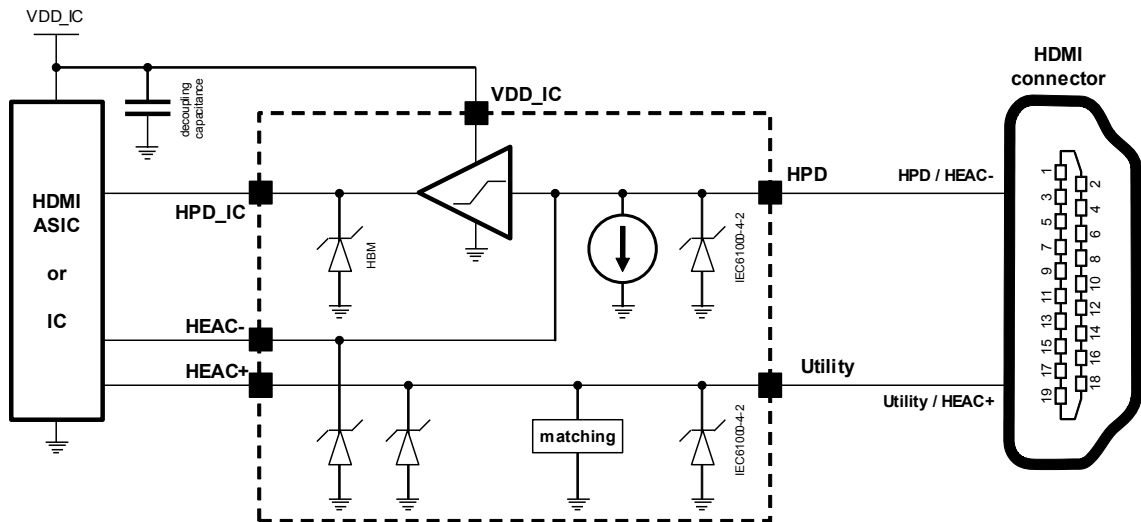 VDD_IC
HDMI
connector
decoupling
capacitance
VDD_IC
HPD
HPD / HEAC-
HDMI
ASIC
or
IC
HPD_IC
HBM
IEC61000-4-2
HEAC-
HEAC+
Utility
Utility / HEAC+
matching
IEC61000-4-2
1
2
3
4
5
6
7
8
9
10
11
12
13
14
15
16
17
18
19